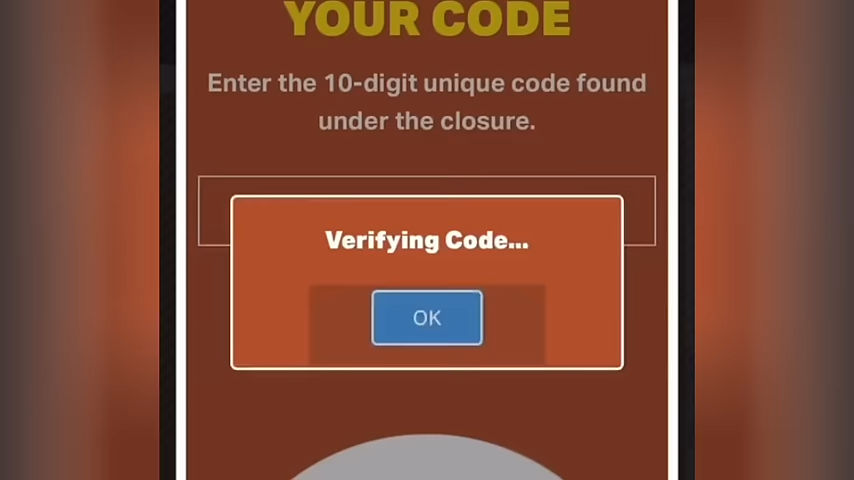 YOUR CODE
Enter the 10-digit unique code found
under the closure.
Verifying Code...
OK